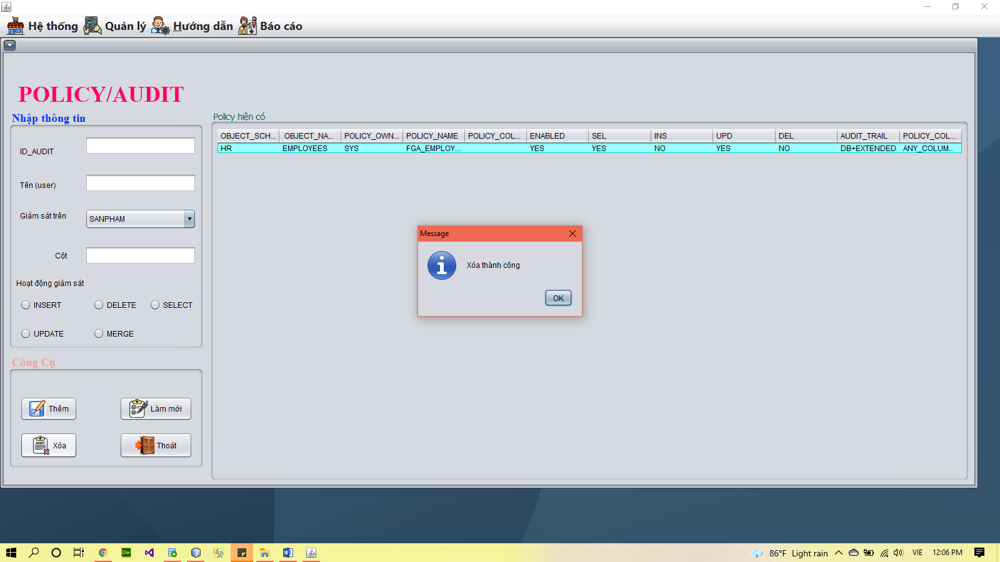 Hệ thống Quản lý Hướng dẫn Báo cáo
POLICY/AUDIT
Nhập thông tin
ID_AUDIT
Tên (user)
Giám sát trên SANPHAM
Cột
Hoạt động giám sát
INSERT DELETE SELECT
UPDATE MERGE
Công Cụ
Thêm Làm mới
AUDIT
Xóa Thoát
Policy hiện có
OBJECT_SCH... OBJECT_NA... POLICY_OWN... POLICY_NAME POLICY_COL... ENABLED SEL INS UPD DEL AUDIT_TRAIL POLICY_COL...
HR EMPLOYEES SYS FGA_EMPLOY... YES YES NO YES NO DB+EXTENDED ANY_COLUM...
Message
Xóa thành công
OK
Dw
86°F Light rain VIE 12:06 PM